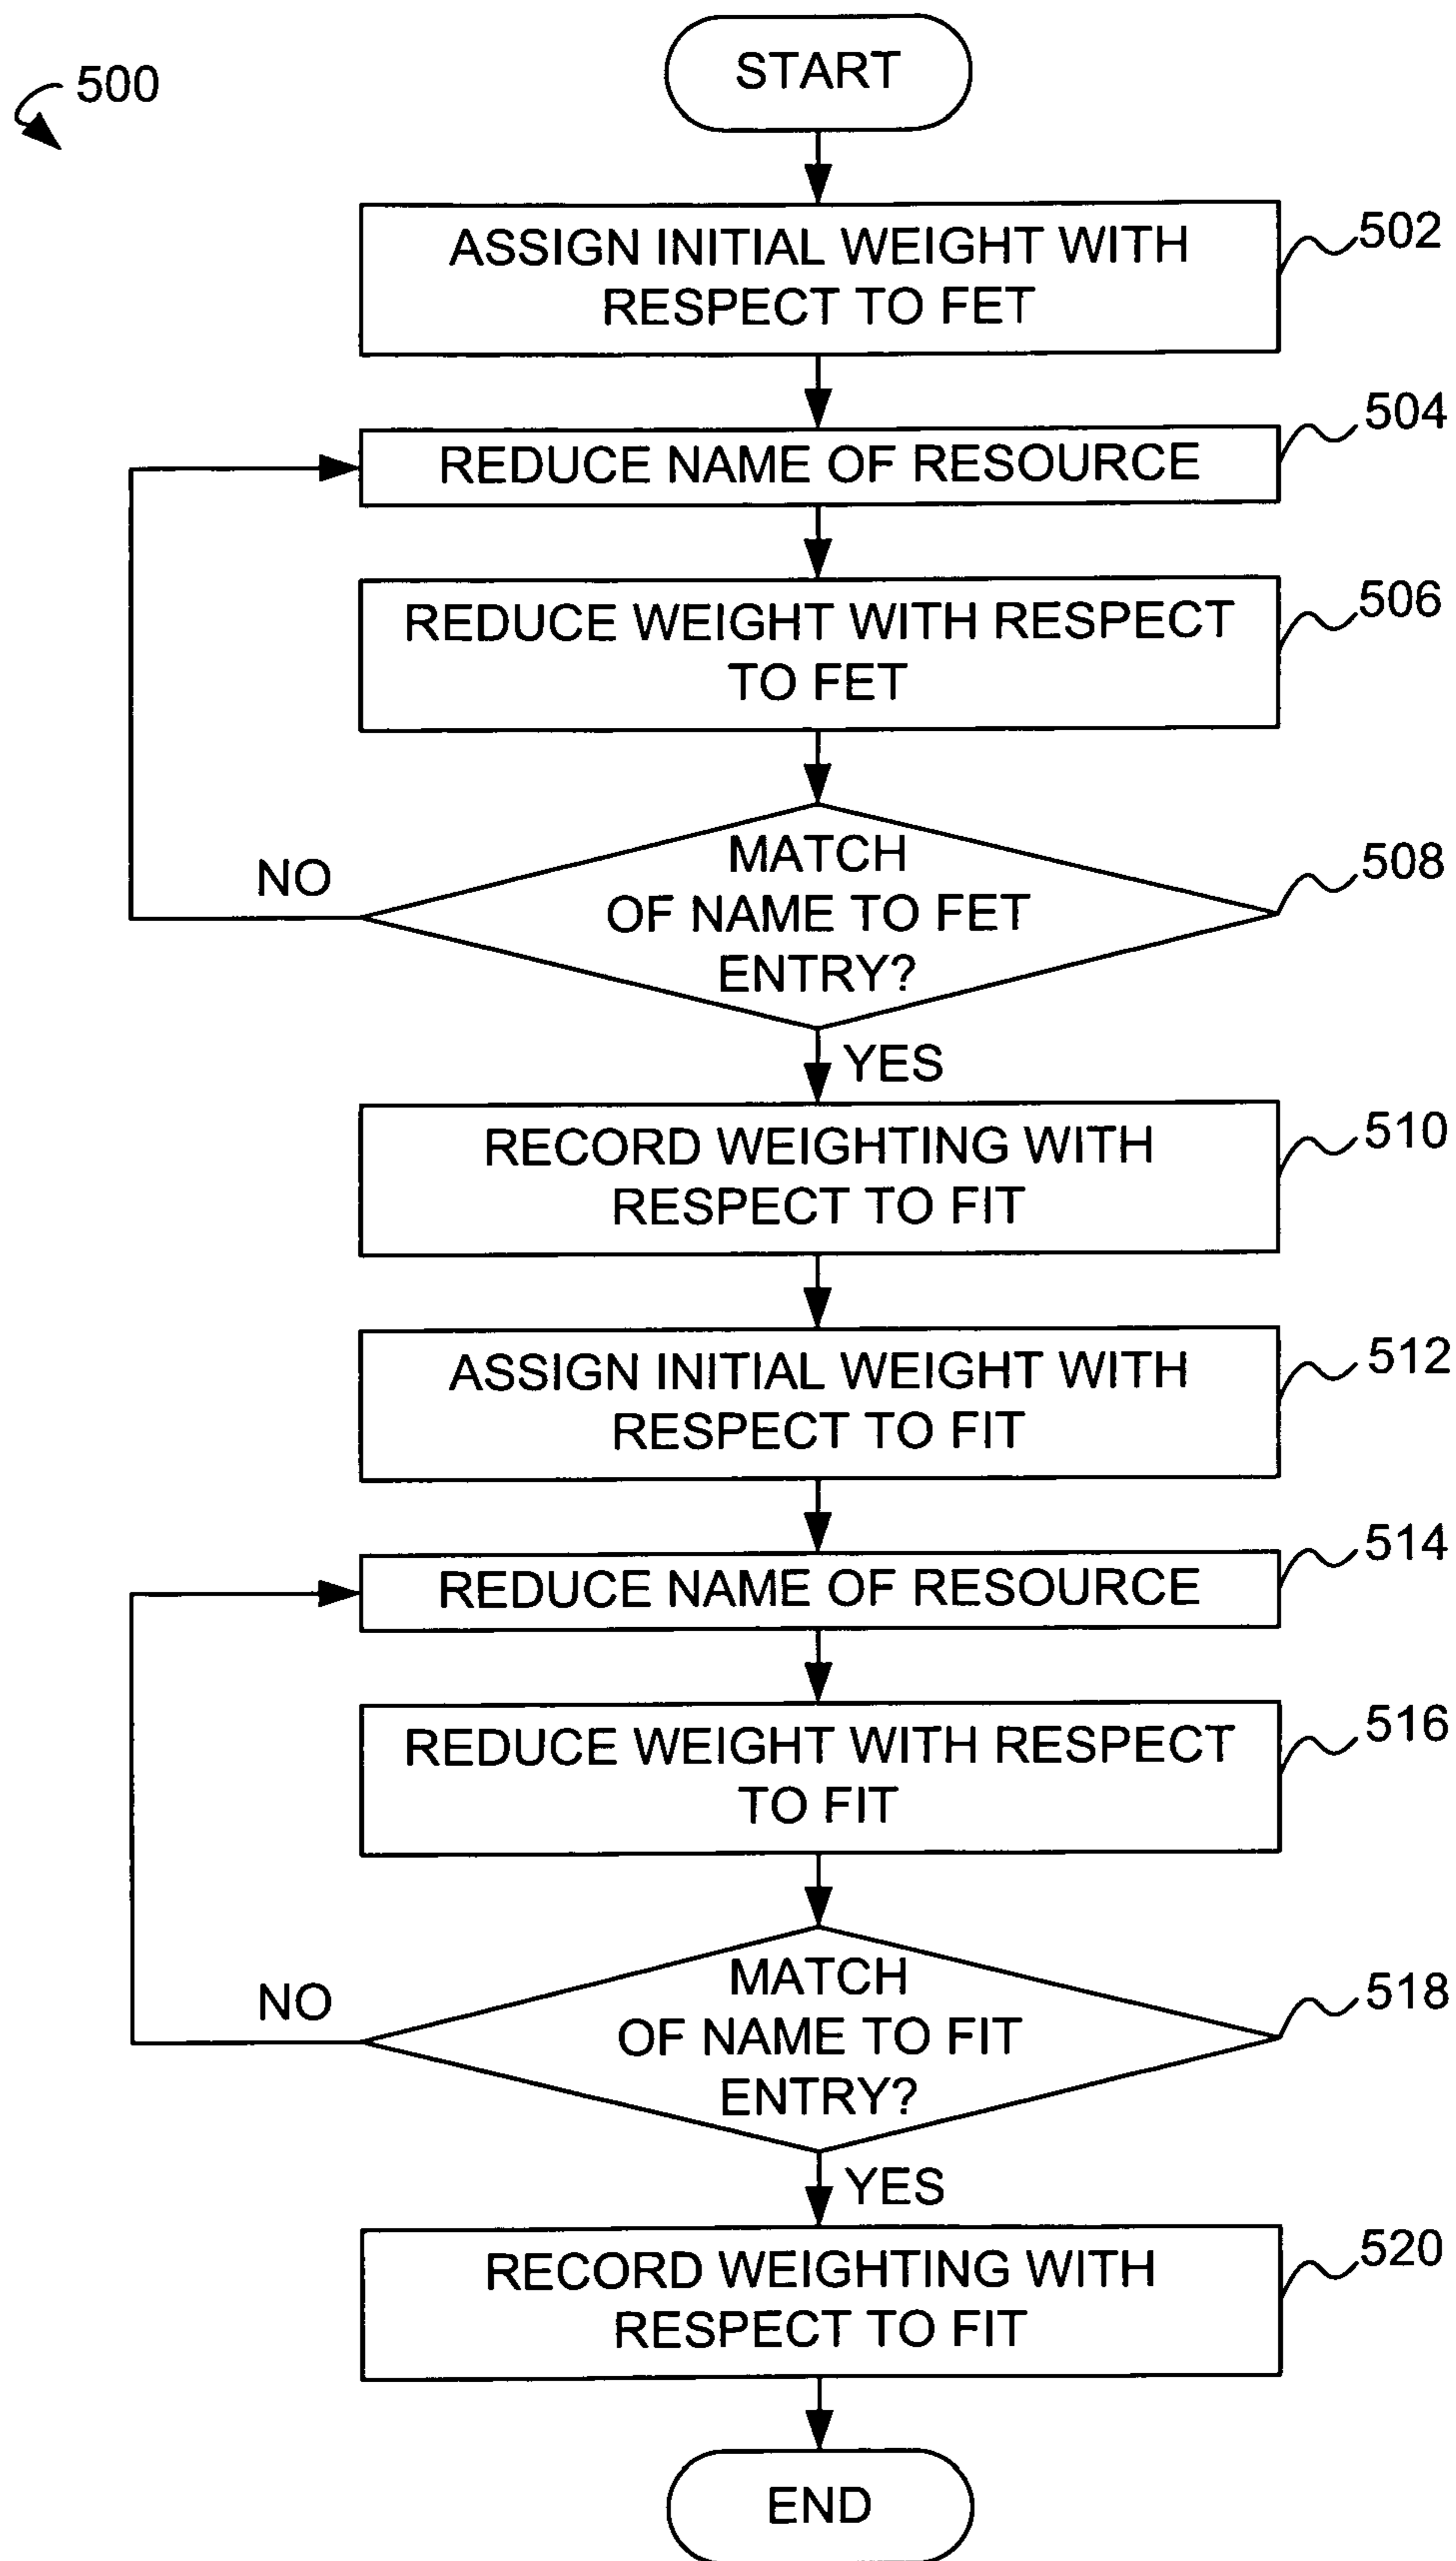 START
500
ASSIGN INITIAL WEIGHT WITH
RESPECT TO FET
502
REDUCE NAME OF RESOURCE
504
REDUCE WEIGHT WITH RESPECT
TO FET
506
MATCH
OF NAME TO FET
ENTRY?
508
NO
YES
RECORD WEIGHTING WITH
RESPECT TO FIT
510
ASSIGN INITIAL WEIGHT WITH
RESPECT TO FIT
512
REDUCE NAME OF RESOURCE
514
REDUCE WEIGHT WITH RESPECT
TO FIT
516
MATCH
OF NAME TO FIT
ENTRY?
518
NO
YES
RECORD WEIGHTING WITH
RESPECT TO FIT
520
END